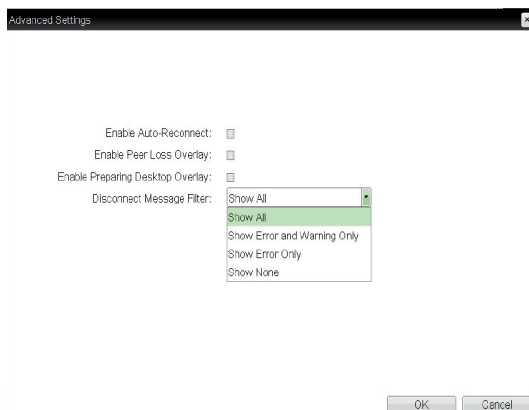 Advanced Settings
Enable Auto-Reconnect:
Enable Peer Loss Overlay:
Enable Preparing Desktop Overlay:
Disconnect Message Filter: Show All
Show All
Show Error and Warning Only
Show Error Only
Show None
OK Cancel